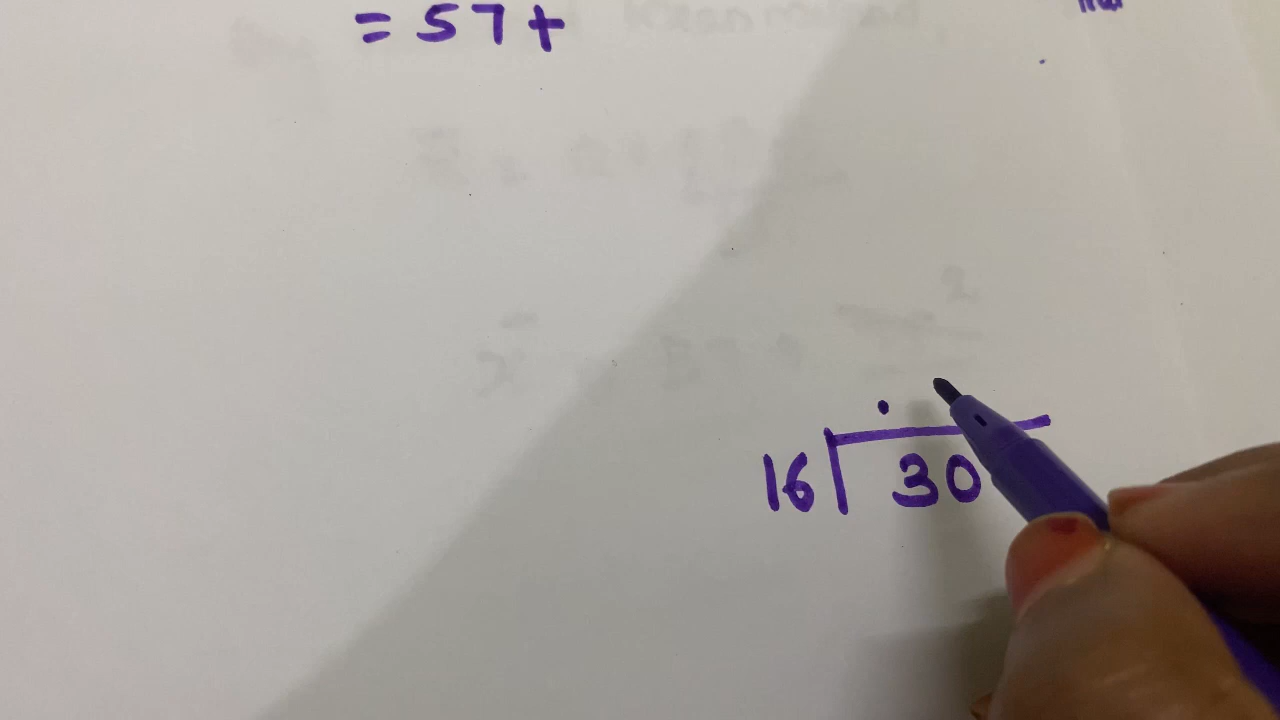 = 57+
.
16 30